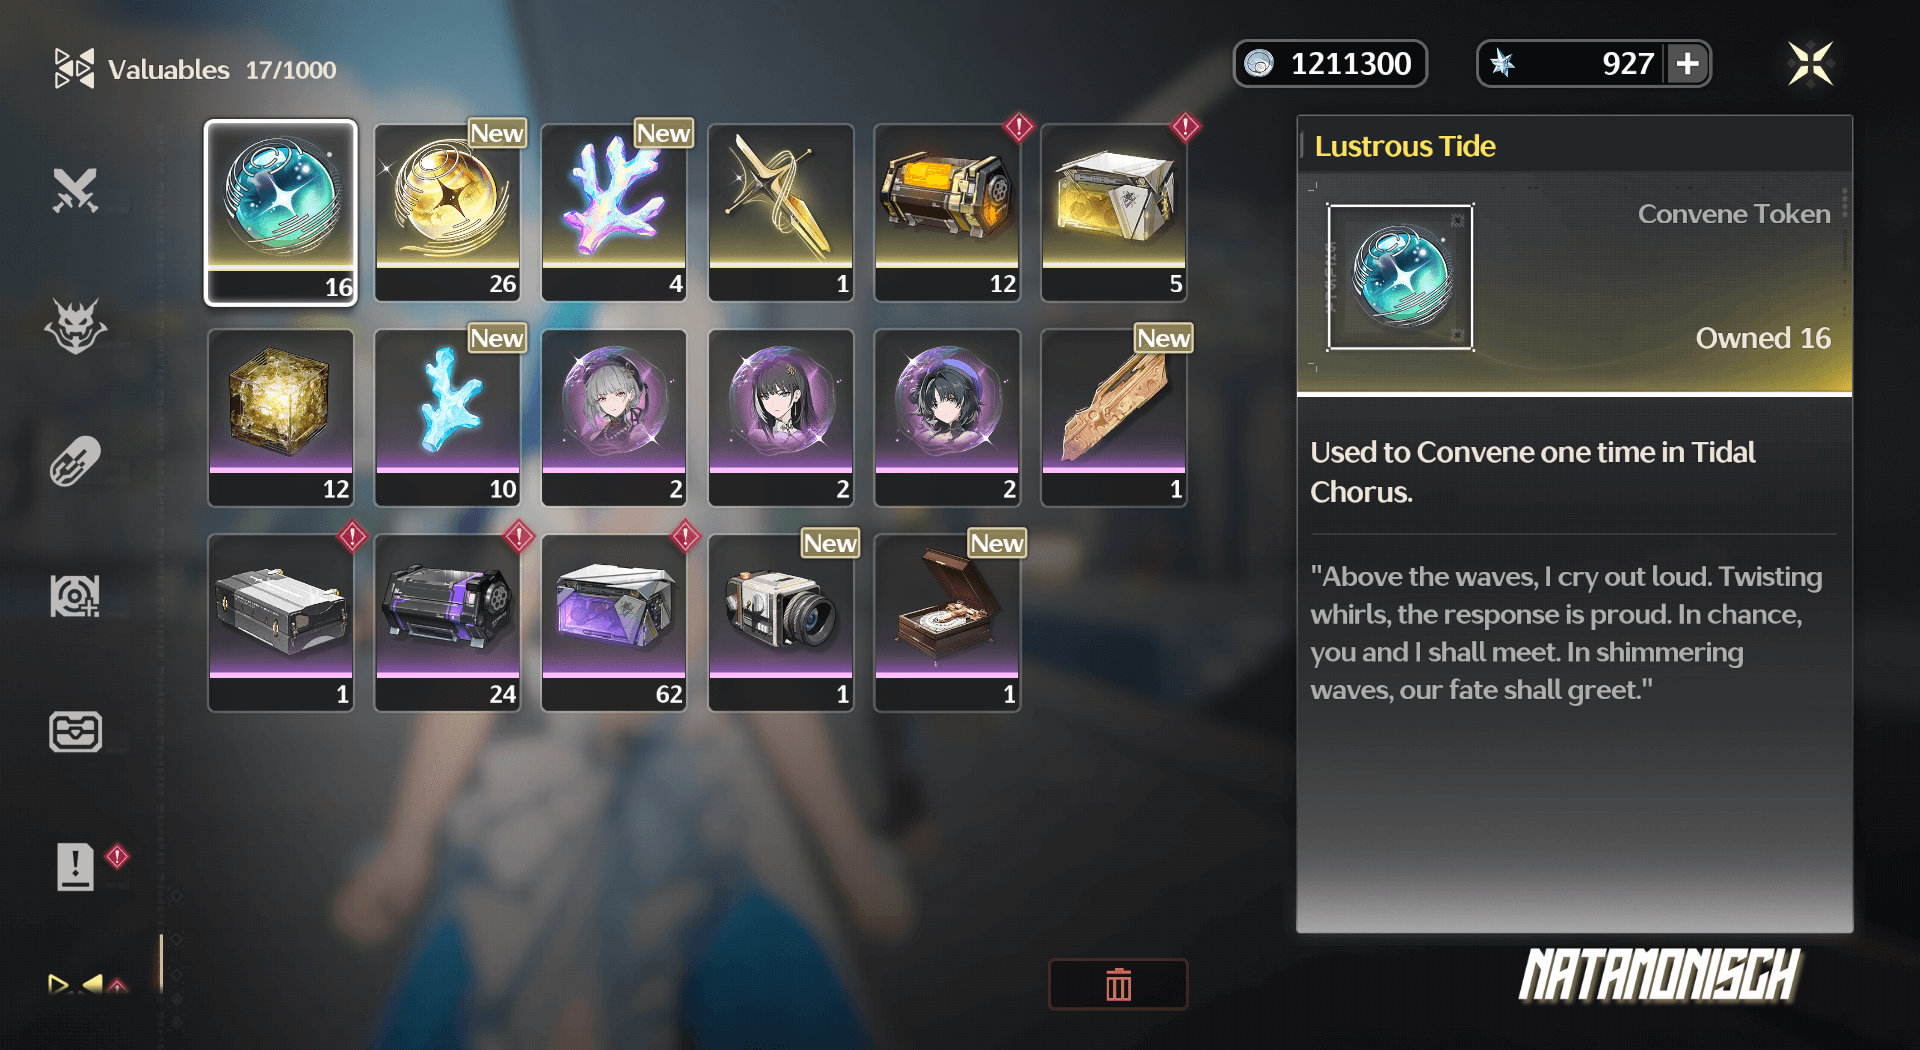 Valuables 17/1000
1211300
927
New
New
16
26
4
1
12
5
New
New
12
10
2
2
2
1
New
New
1
24
62
1
1
Lustrous Tide
Convene Token
Owned 16
Used to Convene one time in Tidal
Chorus.
"Above the waves, I cry out loud. Twisting
whirls, the response is proud. In chance,
you and I shall meet. In shimmering
waves, our fate shall greet."
NATAMONISCH